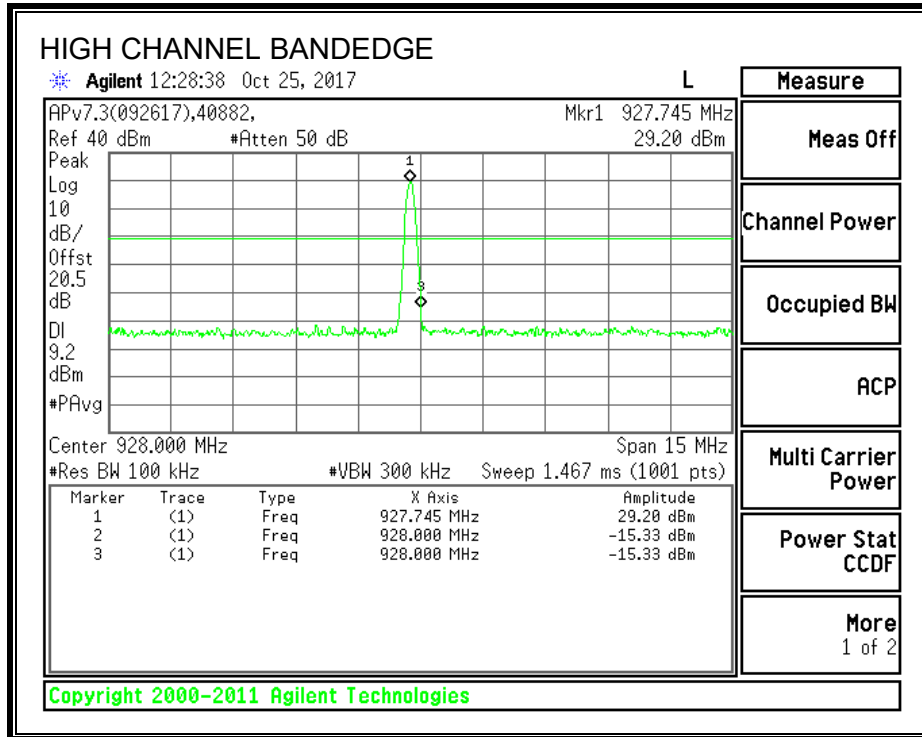 HIGH CHANNEL BANDEDGE
Agilent 12:28:38 Oct 25, 2017 L
APv7.3(092617),40882, Mkr1 927.745 MHz
Ref 40 dBm #Atten 50 dB 29.20 dBm
Peak
Log
10
dB/
Offst
20.5
dB
DI
9.2
dBm
#PAvg
1
3
Center 928.000 MHz Span 15 MHz
#Res BW 100 kHz #VBW 300 kHz Sweep 1.467 ms (1001 pts)
Marker Trace Type X Axis Amplitude
1 (1) Freq 927.745 MHz 29.20 dBm
2 (1) Freq 928.000 MHz -15.33 dBm
3 (1) Freq 928.000 MHz -15.33 dBm
Measure
Meas Off
Channel Power
Occupied BW
ACP
Multi Carrier
Power
Power Stat
CCDF
More
1 of 2
Copyright 2000-2011 Agilent Technologies